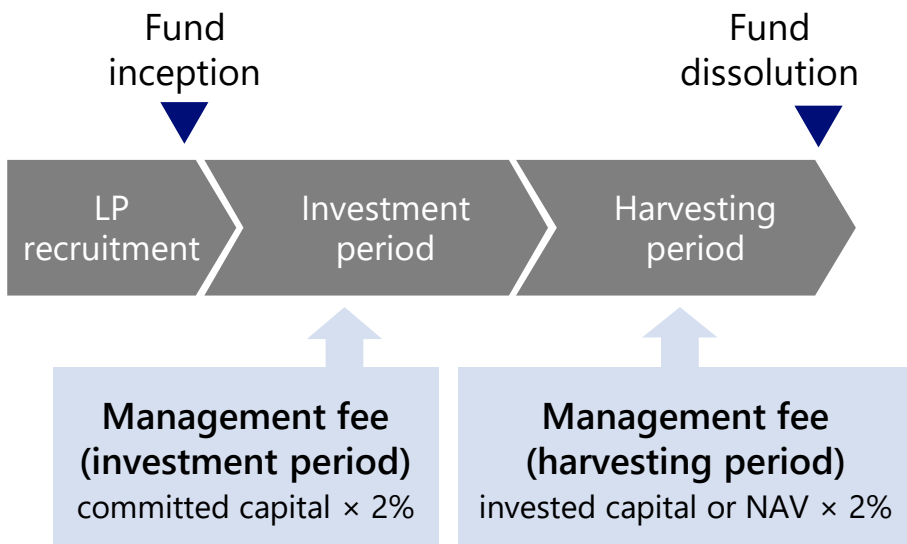 Fund
inception
Fund
dissolution
LP
recruitment
Investment
period
Harvesting
period
Management fee
(investment period)
committed capital × 2%
Management fee
(harvesting period)
invested capital or NAV × 2%